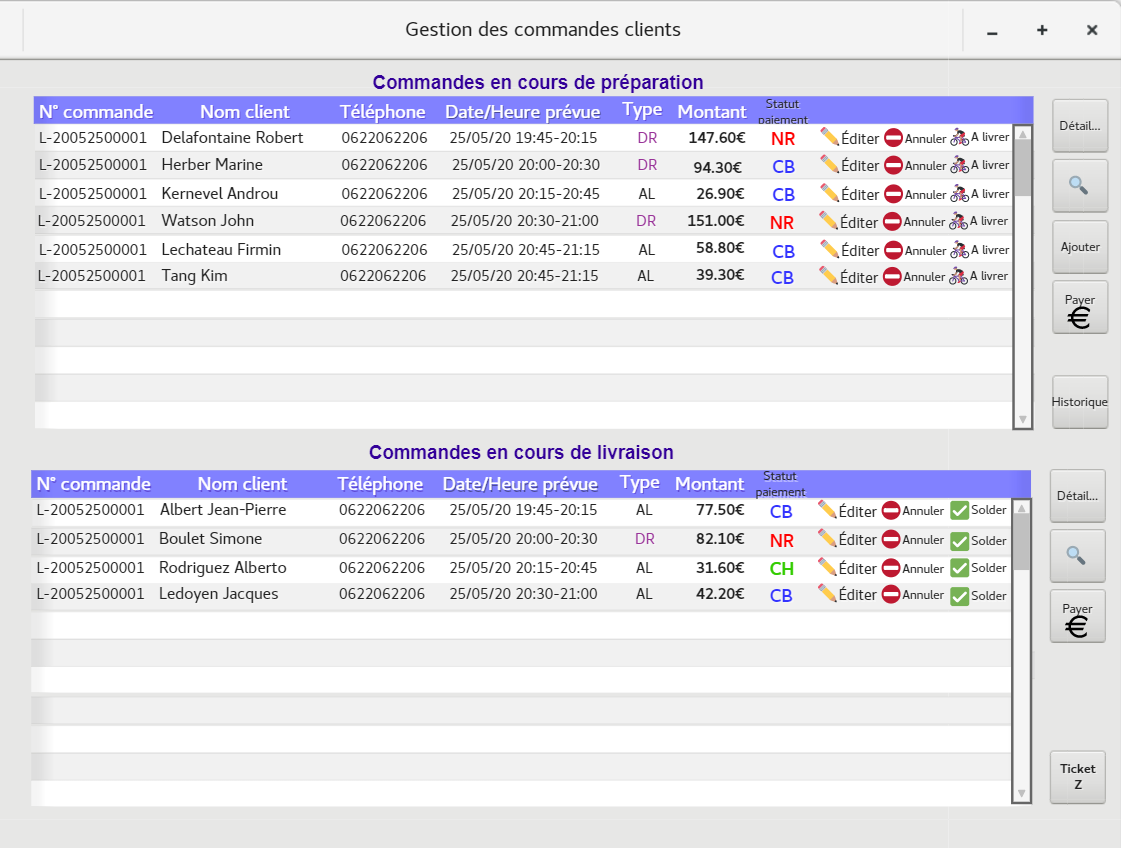 Gestion des commandes clients
Commandes en cours de préparation
N° commande Nom client Téléphone Date/Heure prévue Type Montant Statut paiement
L-20052500001 Delafontaine Robert 0622062206 25/05/20 19:45-20:15 DR 147.60€ NR Éditer Annuler A livrer
L-20052500001 Herber Marine 0622062206 25/05/20 20:00-20:30 DR 94.30€ CB Éditer Annuler A livrer
L-20052500001 Kernevel Androu 0622062206 25/05/20 20:15-20:45 AL 26.90€ CB Éditer Annuler A livrer
L-20052500001 Watson John 0622062206 25/05/20 20:30-21:00 DR 151.00€ NR Éditer Annuler A livrer
L-20052500001 Lechateau Firmin 0622062206 25/05/20 20:45-21:15 AL 58.80€ CB Éditer Annuler A livrer
L-20052500001 Tang Kim 0622062206 25/05/20 20:45-21:15 AL 39.30€ CB Éditer Annuler A livrer
Détail...
Ajouter
Payer
€
Historique
Commandes en cours de livraison
N° commande Nom client Téléphone Date/Heure prévue Type Montant Statut paiement
L-20052500001 Albert Jean-Pierre 0622062206 25/05/20 19:45-20:15 AL 77.50€ CB Éditer Annuler Solder
L-20052500001 Boulet Simone 0622062206 25/05/20 20:00-20:30 DR 82.10€ NR Éditer Annuler Solder
L-20052500001 Rodriguez Alberto 0622062206 25/05/20 20:15-20:45 AL 31.60€ CH Éditer Annuler Solder
L-20052500001 Ledoyen Jacques 0622062206 25/05/20 20:30-21:00 AL 42.20€ CB Éditer Annuler Solder
Détail...
Payer
€
Ticket
Z